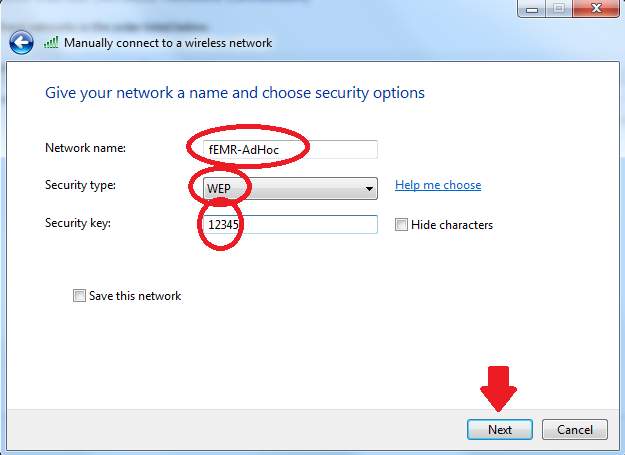 Manually connect to a wireless network
Give your network a name and choose security options
Network name: fEMR-AdHoc
Security type: WEP Help me choose
Security key: 12345 Hide characters
Save this network
Next Cancel